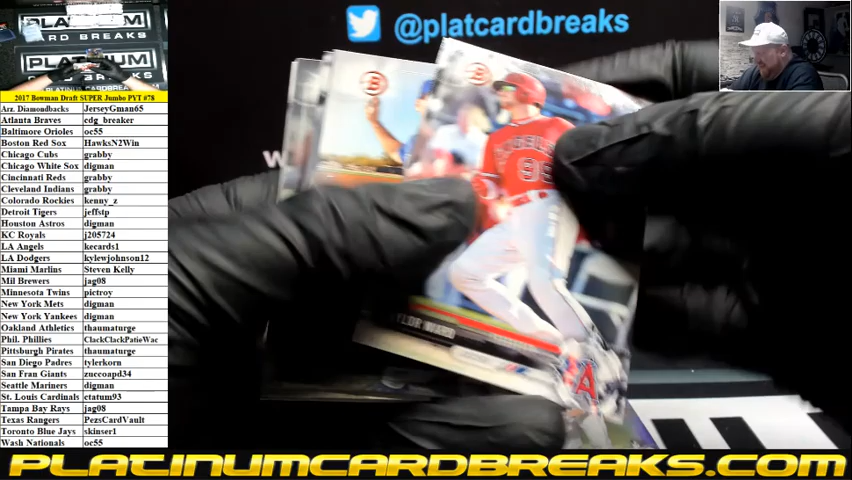 PLATINUM
CARD BREAKS
PLATINUM
@platcardbreaks
2017 Bowman Draft SUPER Jumbo PYT #78
Arz. Diamondbacks JerseyGman65
Atlanta Braves cdg_breaker
Baltimore Orioles oc55
Boston Red Sox HawksN2Win
Chicago Cubs grabby
Chicago White Sox digman
Cincinnati Reds grabby
Cleveland Indians grabby
Colorado Rockies kenny_z
Detroit Tigers jeffstp
Houston Astros digman
KC Royals j205724
LA Angels kecards1
LA Dodgers kylewjohnson12
Miami Marlins Steven Kelly
Mil Brewers jag08
Minnesota Twins pictroy
New York Mets digman
New York Yankees digman
Oakland Athletics thaumaturge
Phil. Phillies ClackClackPatieWac
Pittsburgh Pirates thaumaturge
San Diego Padres tylerkorn
San Fran Giants zuccoapd34
Seattle Mariners digman
St. Louis Cardinals ctatum93
Tampa Bay Rays jag08
Texas Rangers PezsCardVault
Toronto Blue Jays skinser1
Wash Nationals oc55
WARD
A
PLATINUMCARDBREAKS.COM